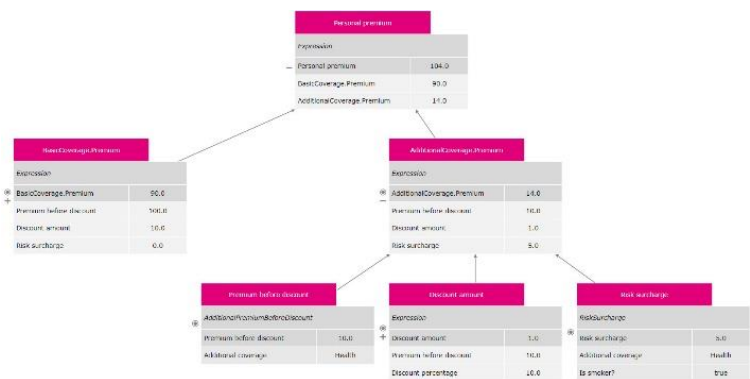 Personal premium
Expression
Personal premium 104.0
BasicCoverage.Premium 90.0
AdditionalCoverage.Premium 14.0
BasicCoverage.Premium
Expression
BasicCoverage.Premium 90.0
Premium before discount 100.0
Discount amount 10.0
Risk surcharge 0.0
AdditionalCoverage.Premium
Expression
AdditionalCoverage.Premium 14.0
Premium before discount 10.0
Discount amount 1.0
Risk surcharge 5.0
Premium before discount
AdditionalPremiumBeforeDiscount
Premium before discount 10.0
Additional coverage Health
Discount amount
Expression
Discount amount 1.0
Premium before discount 10.0
Discount percentage 10.0
Risk surcharge
RiskSurcharge
Risk surcharge 5.0
Additional coverage Health
Is smoker? true